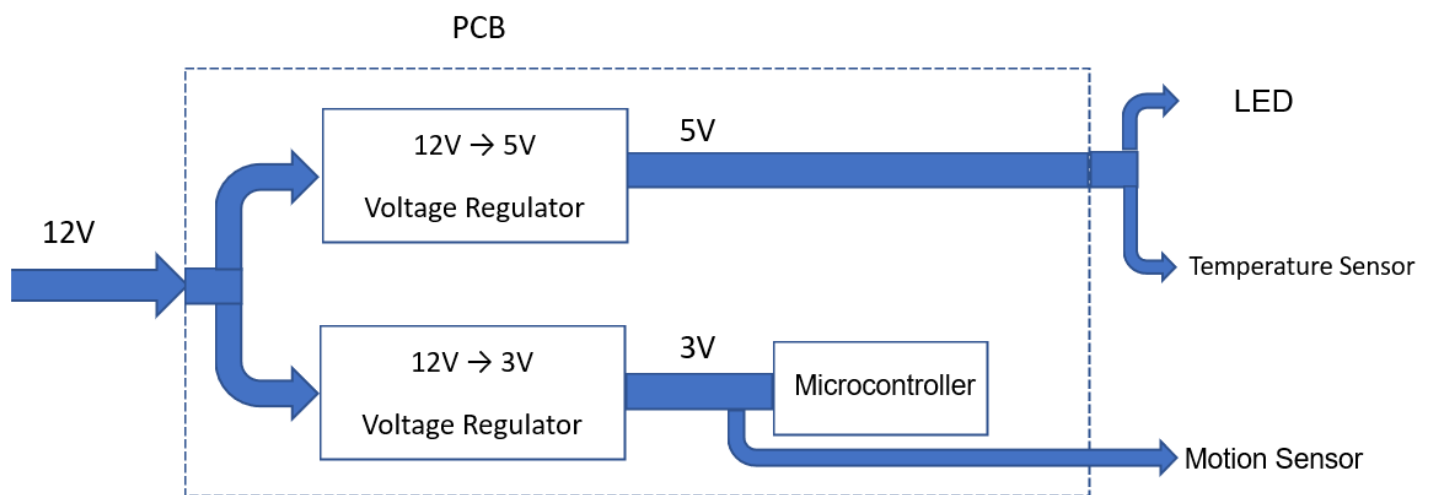 PCB
LED
12V → 5V
5V
Voltage Regulator
12V
Temperature Sensor
12V → 3V
3V
Microcontroller
Voltage Regulator
Motion Sensor